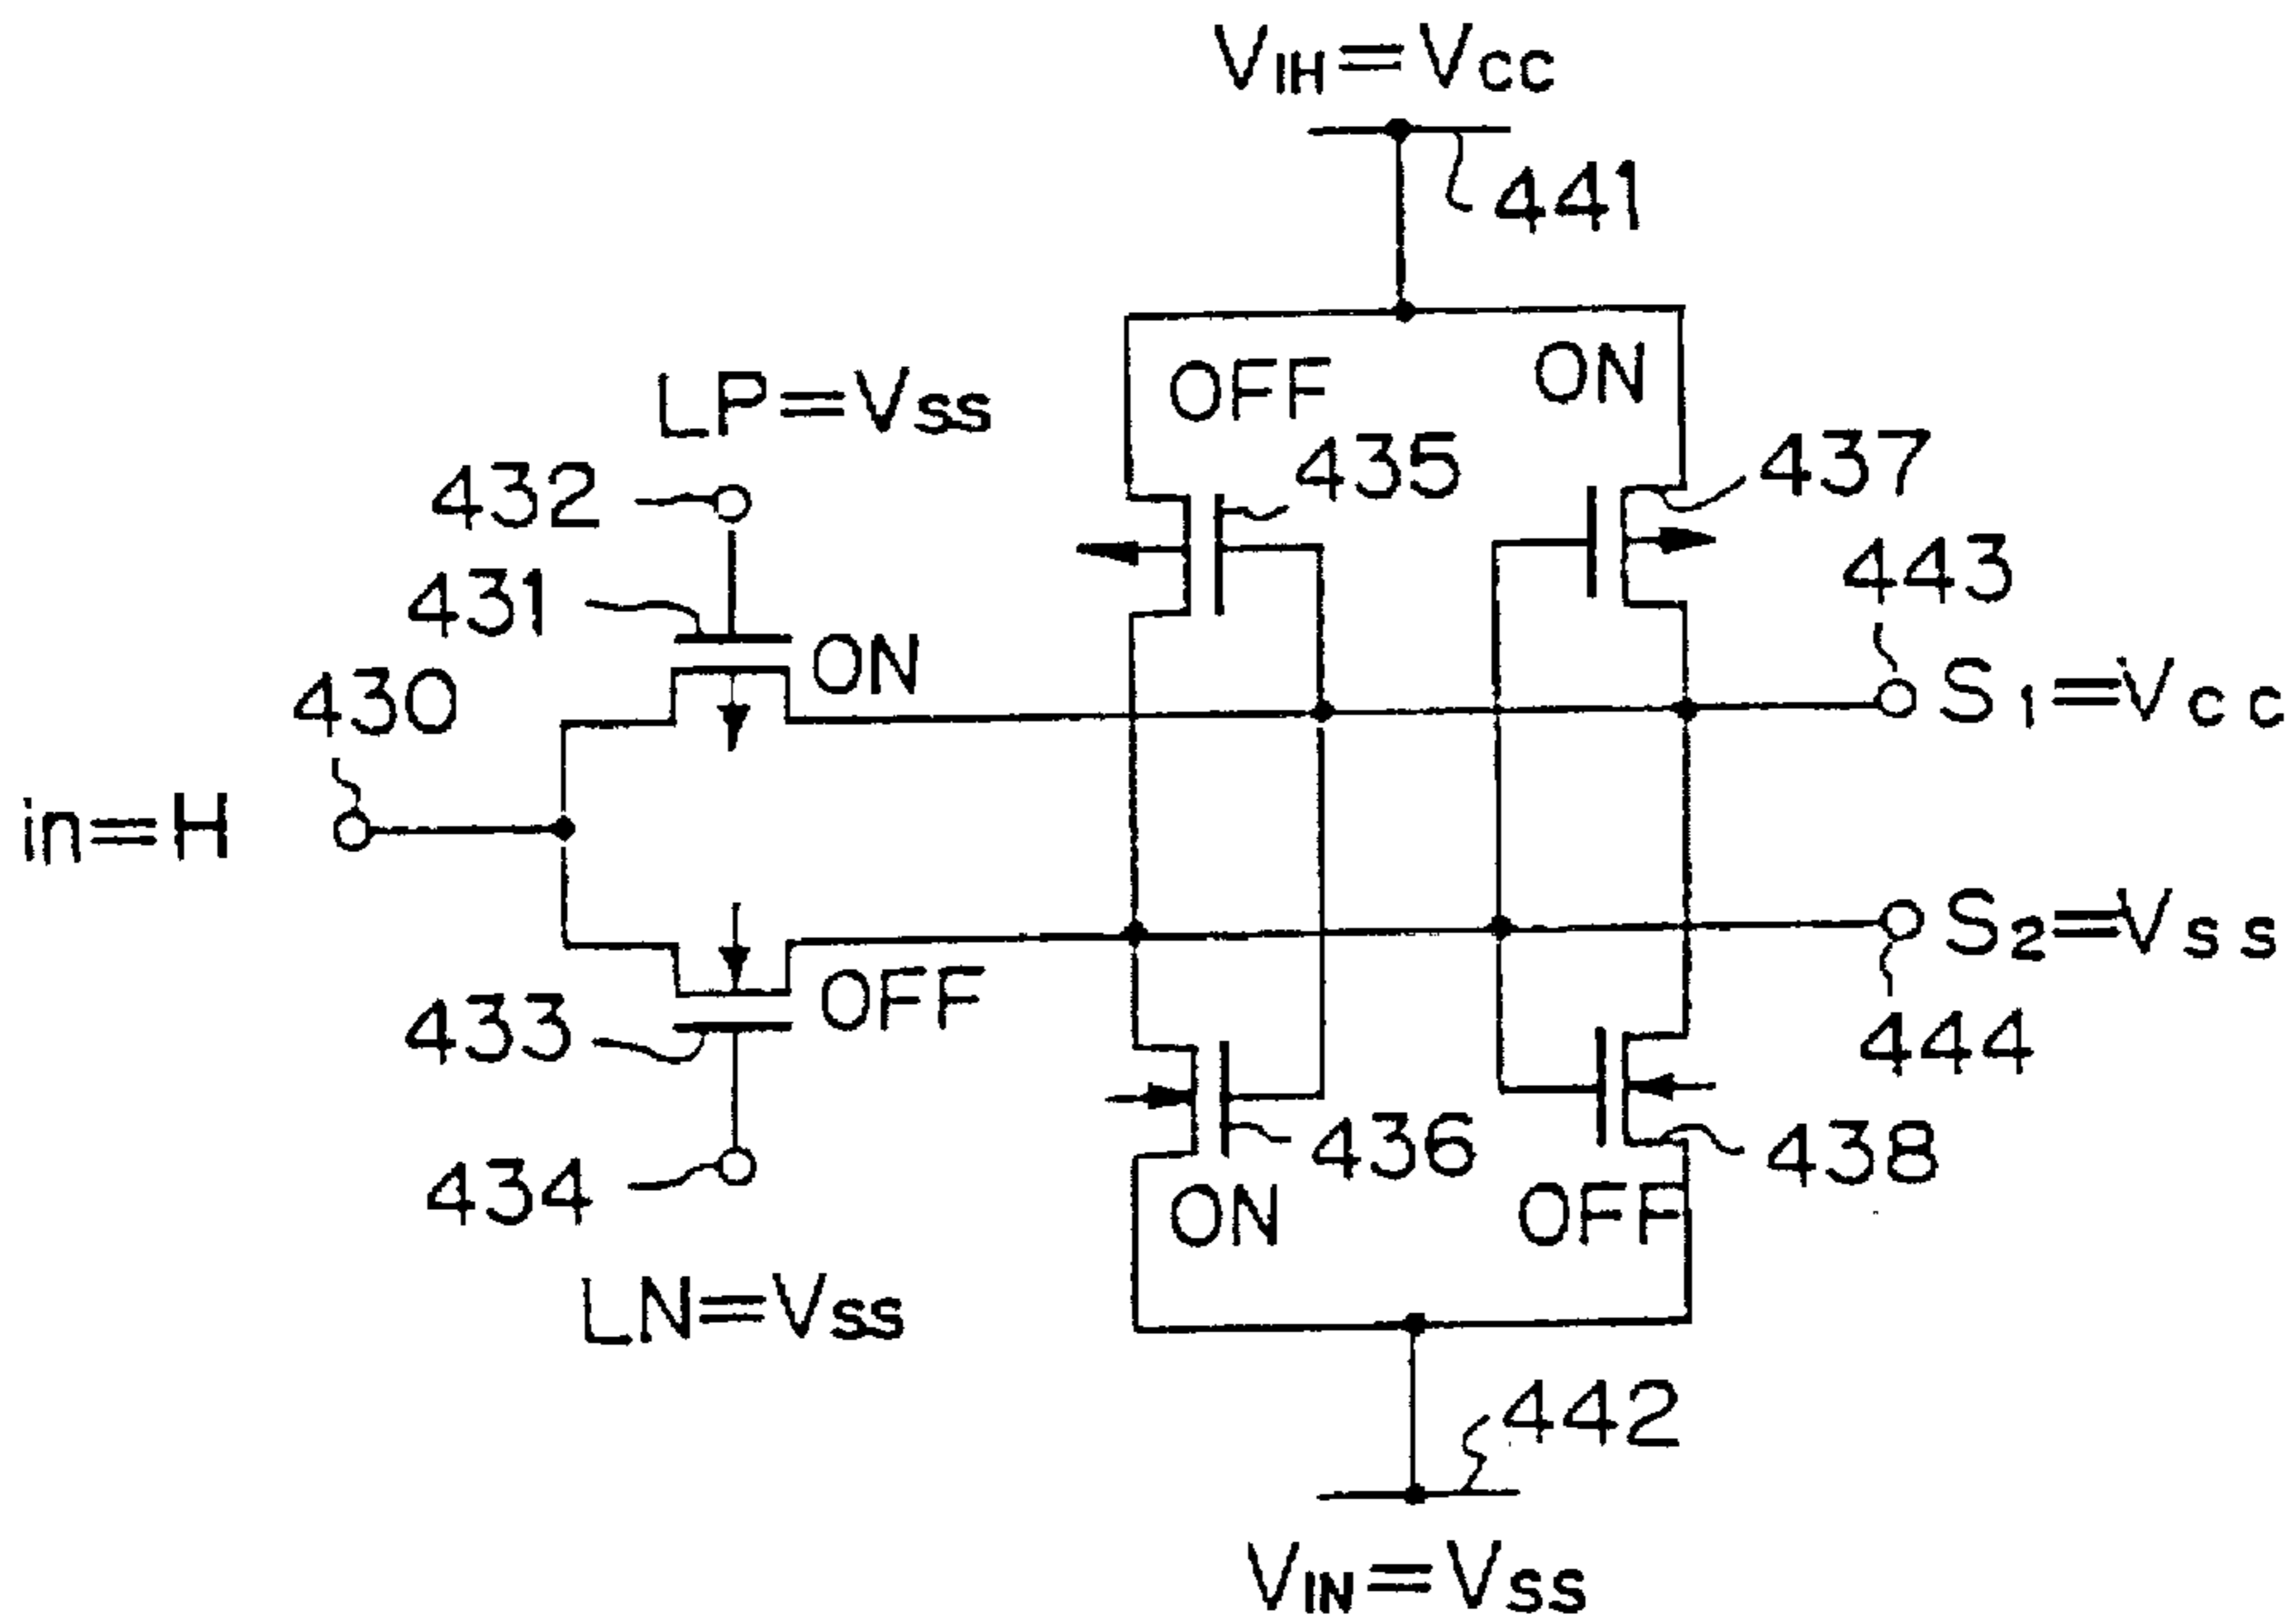 VIH=Vcc
441
OFF
ON
LP=Vss
435
437
432
443
431
ON
430
S1=Vcc
in=H
S2=Vss
OFF
433
444
436
438
434
ON
OFF
LN=Vss
442
VIN=Vss